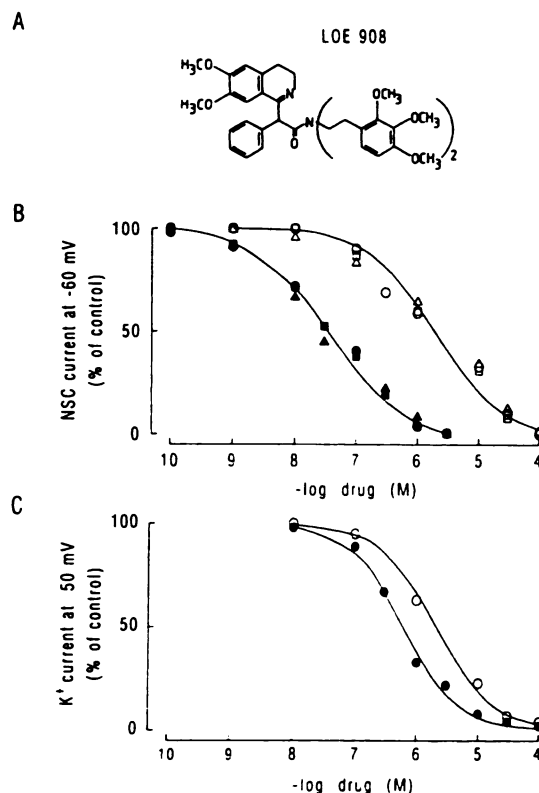 A
LOE 908
H₃CO
H₃CO
N
O
N
OCH₃
OCH₃
OCH₃
2
B
NSC current at -60 mV
(% of control)
100
50
0
10 9 8 7 6 5 4
-log drug (M)
C
K⁺ current at 50 mV
(% of control)
100
50
0
10 9 8 7 6 5 4
-log drug (M)